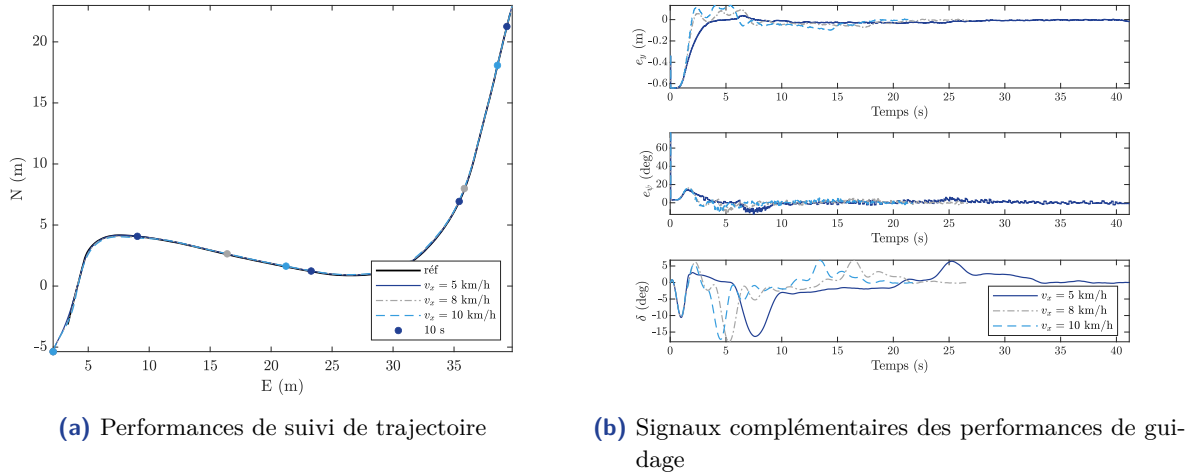 20
15
10
5
0
-5
N (m)
5
10
15
20
25
30
35
E (m)
réf
v_x = 5 km/h
v_x = 8 km/h
v_x = 10 km/h
10 s
(a) Performances de suivi de trajectoire
0
-0.2
-0.4
-0.6
e_y (m)
0
5
10
15
20
25
30
35
40
Temps (s)
60
40
20
0
e_ψ (deg)
0
5
10
15
20
25
30
35
40
Temps (s)
5
0
-5
-10
-15
δ (deg)
0
5
10
15
20
25
30
35
40
Temps (s)
v_x = 5 km/h
v_x = 8 km/h
v_x = 10 km/h
(b) Signaux complémentaires des performances de gui-
dage